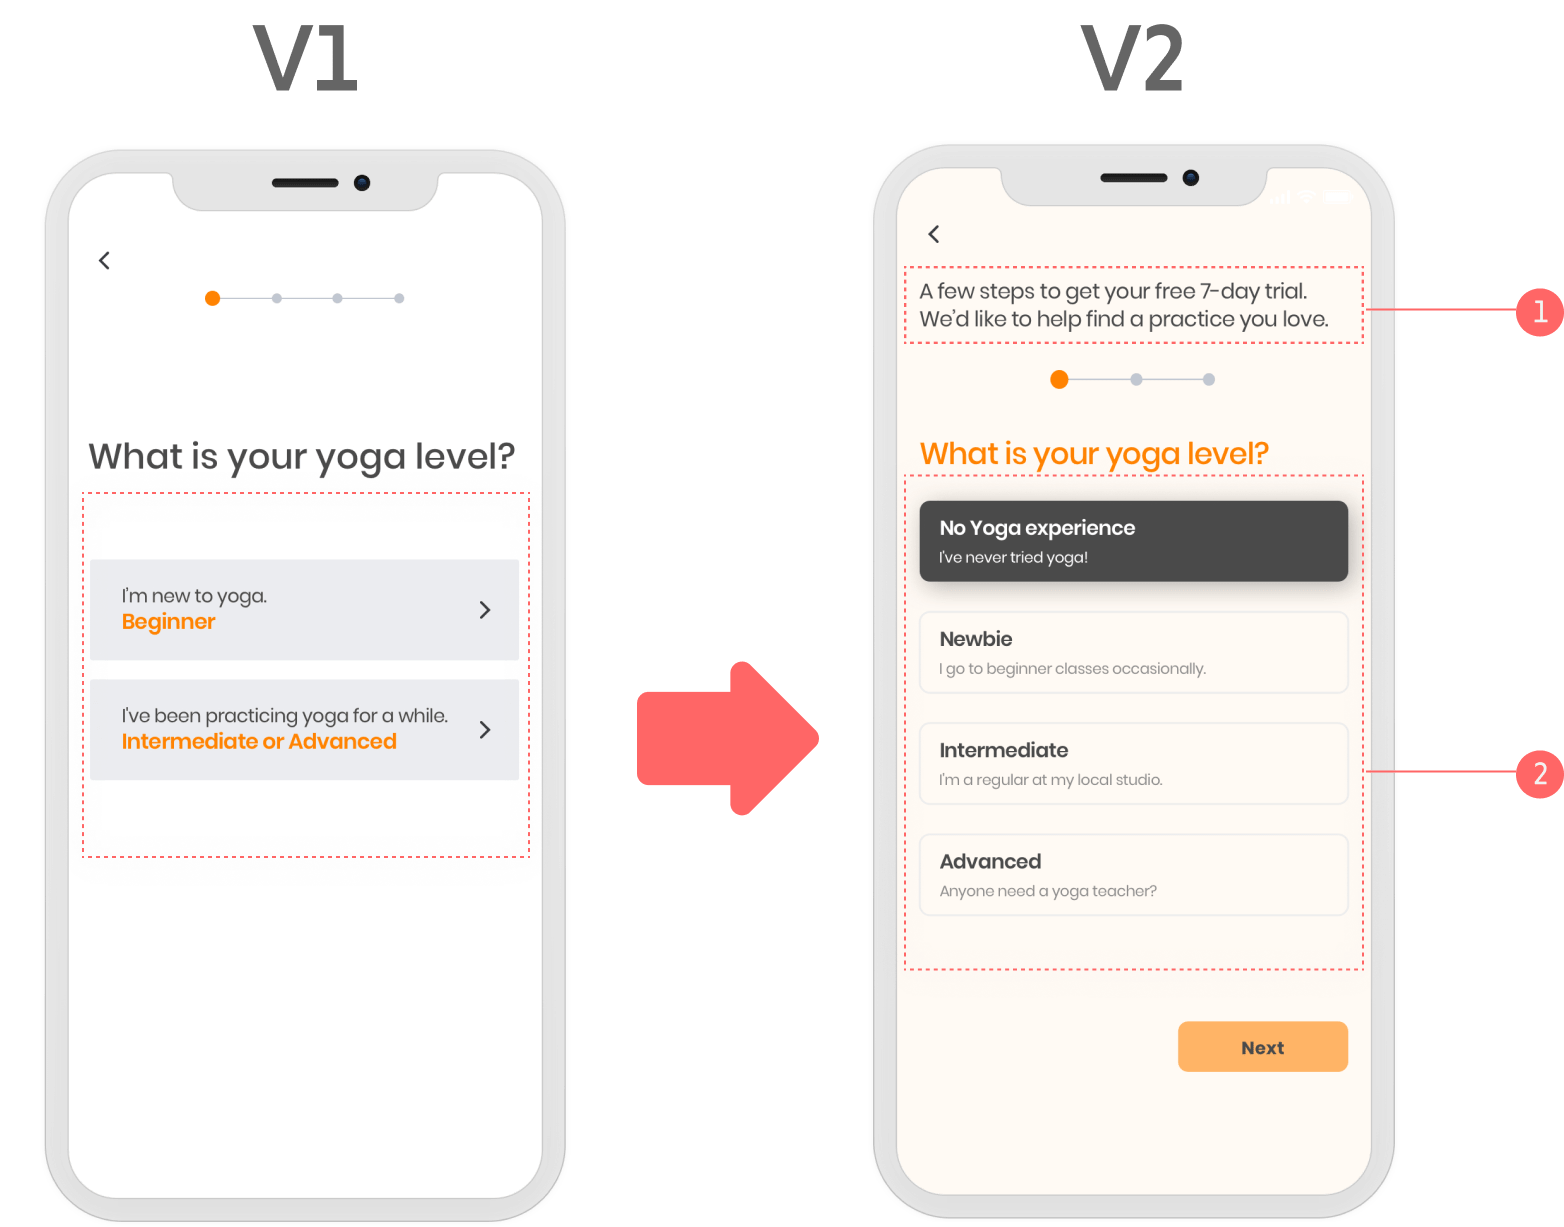 V1
What is your yoga level?
I'm new to yoga.
Beginner
I've been practicing yoga for a while.
Intermediate or Advanced
V2
A few steps to get your free 7-day trial.
We'd like to help find a practice you love.
1
What is your yoga level?
No Yoga experience
I've never tried yoga!
Newbie
I go to beginner classes occasionally.
Intermediate
I'm a regular at my local studio.
2
Advanced
Anyone need a yoga teacher?
Next